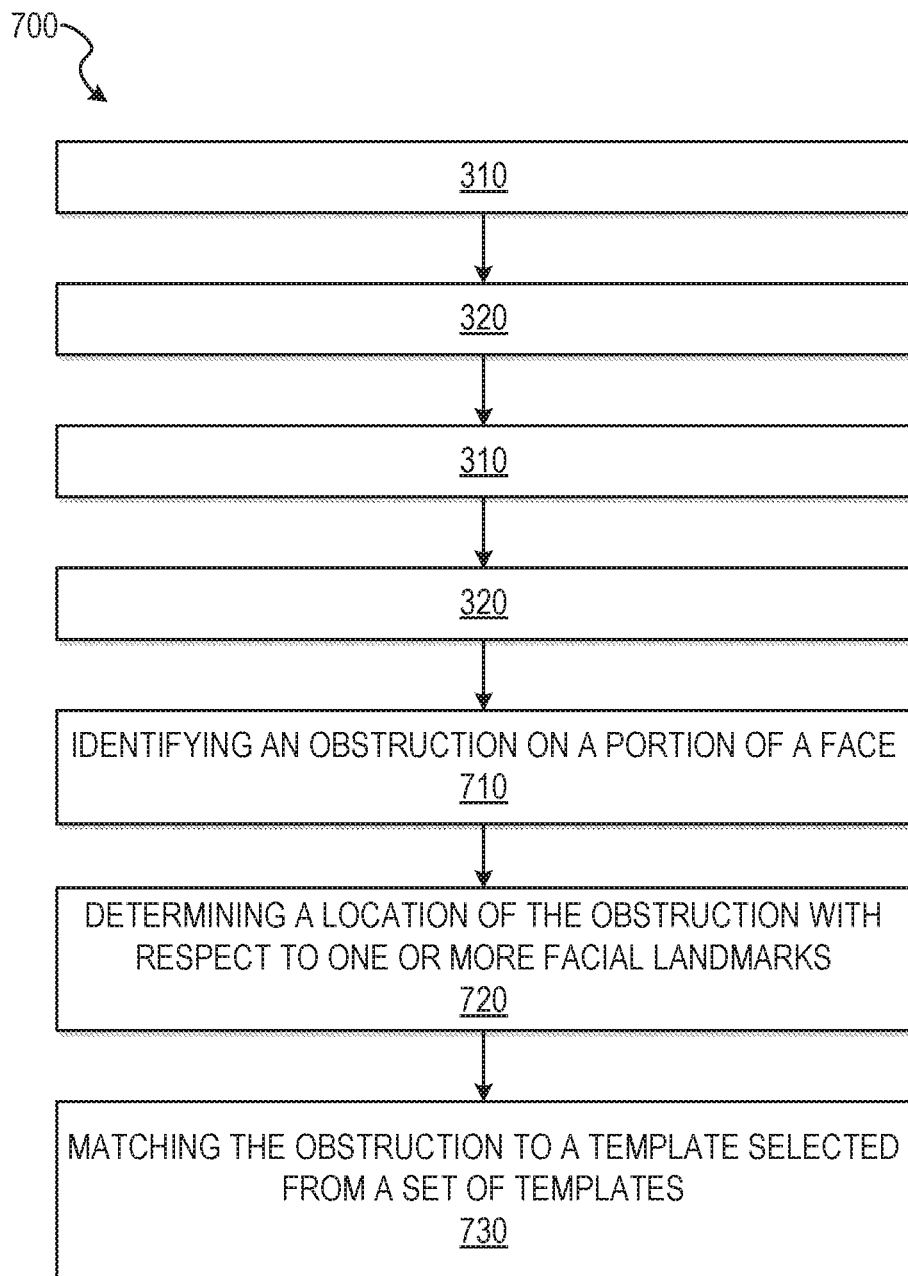 700
310
320
310
320
IDENTIFYING AN OBSTRUCTION ON A PORTION OF A FACE
710
DETERMINING A LOCATION OF THE OBSTRUCTION WITH
RESPECT TO ONE OR MORE FACIAL LANDMARKS
720
MATCHING THE OBSTRUCTION TO A TEMPLATE SELECTED
FROM A SET OF TEMPLATES
730